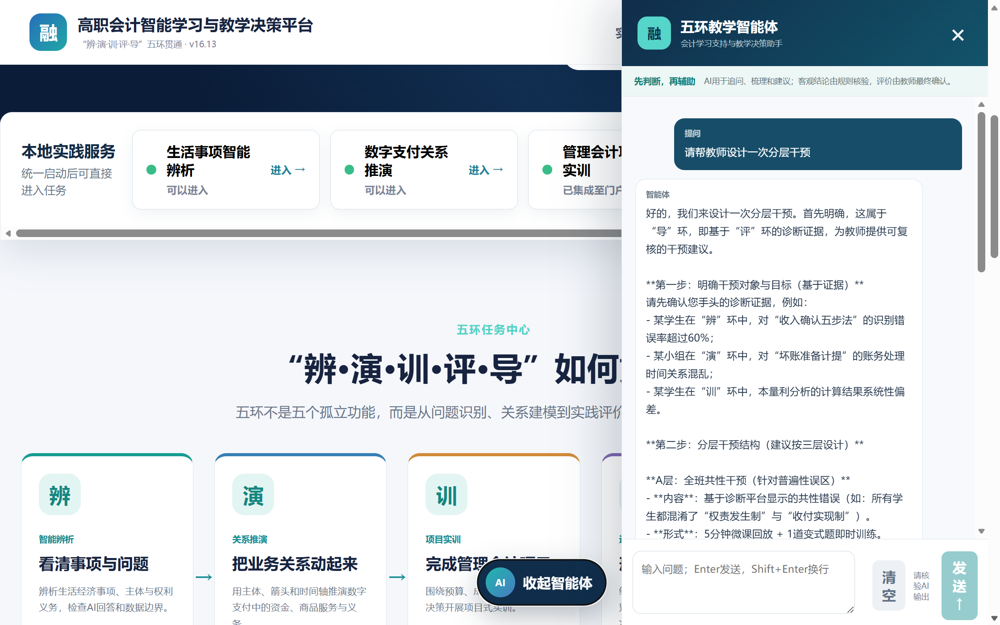 融
高职会计智能学习与教学决策平台
“辨·演·训·评·导”五环贯通 · v16.13
本地实践服务
统一启动后可直接
进入任务
生活事项智能
辨析
可以进入
进入 →
数字支付关系
推演
可以进入
进入 →
管理会计
实训
已集成至门户
五环任务中心
“辨·演·训·评·导”如何
五环不是五个孤立功能，而是从问题识别、关系建模到实践评价
辨
智能辨析
看清事项与问题
辨析生活经济事项、主体与权利
义务，检查AI回答和数据边界。
→
演
关系推演
把业务关系动起来
用主体、箭头和时间轴推演数字
支付中的资金、商品服务与义
务。
→
训
项目实训
完成管理会计项目
围绕预算、
决策开展项目式实训。
AI
收起智能体
融
五环教学智能体
会计学习支持与教学决策助手
×
先判断，再辅助
AI用于追问、梳理和建议；客观结论由规则核验，评价由教师最终确认。
提问
请帮教师设计一次分层干预
智能体
好的，我们来设计一次分层干预。首先明确，这属于
“导”环，即基于“评”环的诊断证据，为教师提供可复
核的干预建议。
**第一步：明确干预对象与目标（基于证据）**
请先确认您手头的诊断证据，例如：
- 某学生在“辨”环中，对“收入确认五步法”的识别错
误率超过60%；
- 某小组在“演”环中，对“坏账准备计提”的账务处理
时间关系混乱；
- 某学生在“训”环中，本量利分析的计算结果系统性偏
差。
**第二步：分层干预结构（建议按三层设计）**
**A层：全班共性干预（针对普遍性误区）**
- **内容**：基于诊断平台显示的共性错误（如：所有学
生都混淆了“权责发生制”与“收付实现制”）。
- **形式**：5分钟微课回放 + 1道变式题即时训练。
输入问题；Enter发送，Shift+Enter换行
清
空
请核
验AI
输出
发
送
↑